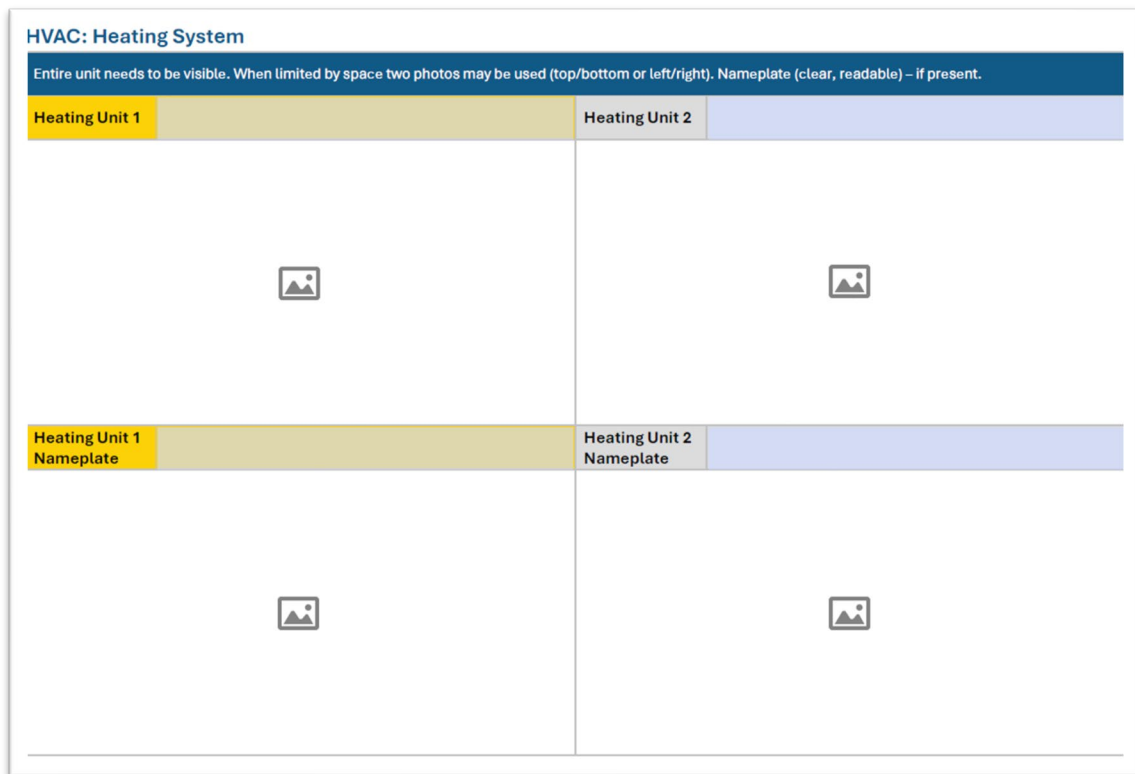 HVAC: Heating System
Entire unit needs to be visible. When limited by space two photos may be used (top/bottom or left/right). Nameplate (clear, readable) – if present.
Heating Unit 1
Heating Unit 2
Heating Unit 1
Nameplate
Heating Unit 2
Nameplate